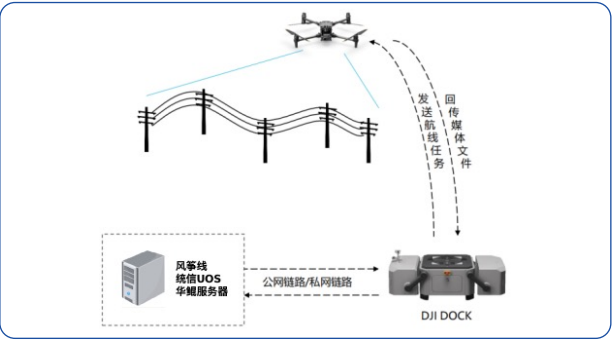 发送航线任务
回传媒体文件
风筝线
统信UOS
华鲲服务器
公网链路/私网链路
DJI DOCK